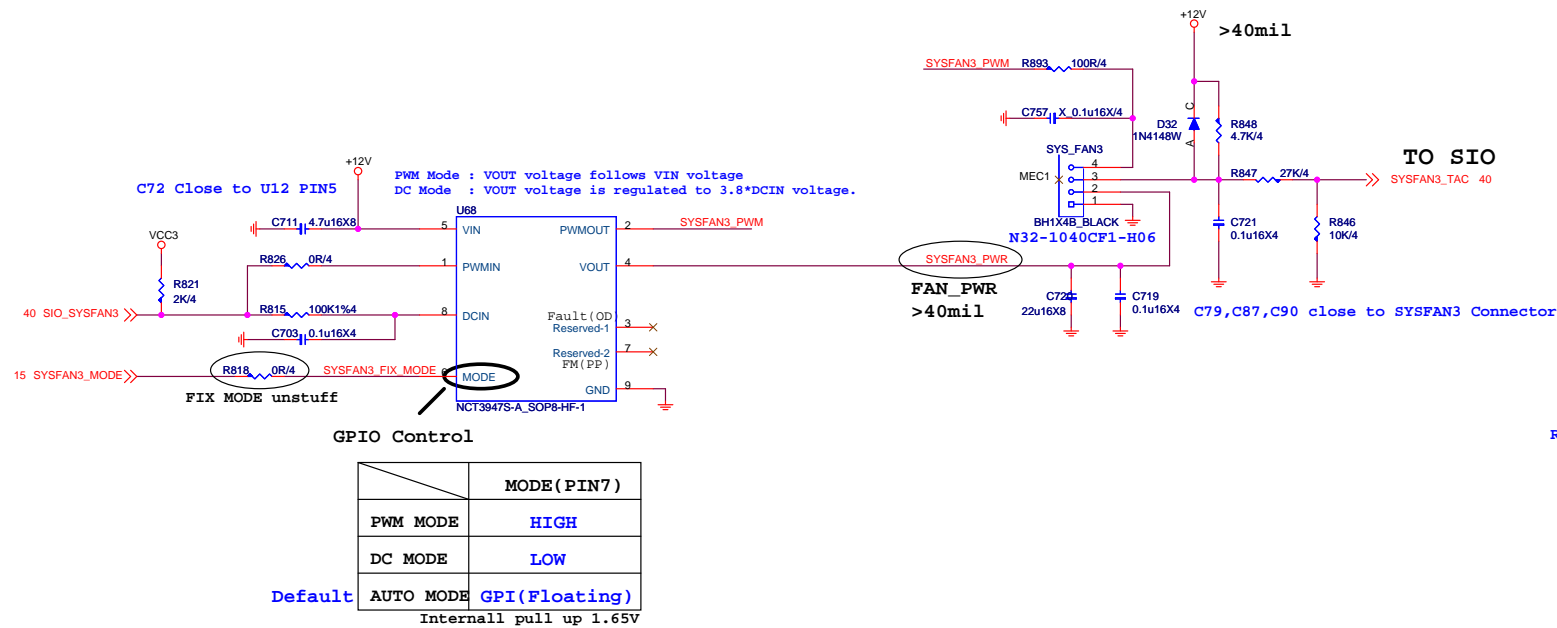 +12V
>40mil
SYSFAN3_PWM
R893
100R/4
C757
X_0.1u16X/4
D32
1N4148W
C
A
R848
4.7K/4
SYS_FAN3
MEC1
4
3
2
1
BH1X4B_BLACK
N32-1040CF1-H06
TO SIO
R847
27K/4
SYSFAN3_TAC 40
C721
0.1u16X4
R846
10K/4
+12V
PWM Mode : VOUT voltage follows VIN voltage
DC Mode : VOUT voltage is regulated to 3.8*DCIN voltage.
C72 Close to U12 PIN5
C711
4.7u16X8
U68
5
VIN
PWMOUT
2
SYSFAN3_PWM
VCC3
R826
0R/4
1
PWMIN
VOUT
4
SYSFAN3_PWR
FAN_PWR
>40mil
22u16X8
C719
0.1u16X4
C79,C87,C90 close to SYSFAN3 Connector
R821
2K/4
40 SIO_SYSFAN3
R815
100K1%4
8
DCIN
C703
0.1u16X4
Fault(OD
Reserved-1
3
Reserved-2
7
FM(PP)
15 SYSFAN3_MODE
R818
0R/4
SYSFAN3_FIX_MODE
MODE
GND
9
FIX MODE unstuff
NCT3947S-A_SOP8-HF-1
GPIO Control
MODE(PIN7)
PWM MODE HIGH
DC MODE LOW
Default AUTO MODE GPI(Floating)
Internall pull up 1.65V